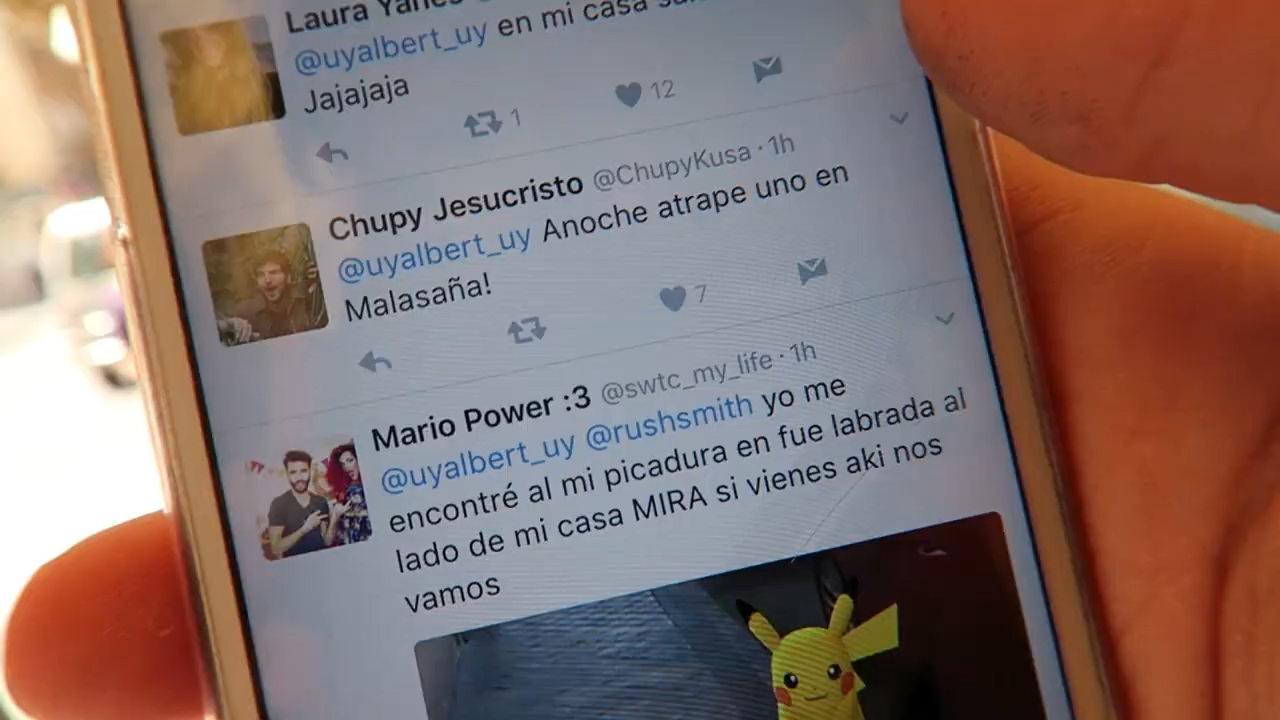 Laura Yanes
@uyalbert_uy en mi casa
Jajajaja
1 12
Chupy Jesucristo @ChupyKusa · 1h
@uyalbert_uy Anoche atrape uno en
Malasaña!
7
Mario Power :3 @swtc_my_life · 1h
@uyalbert_uy @rushsmith yo me
encontré al mi picadura en fue labrada al
lado de mi casa MIRA si vienes aki nos
vamos